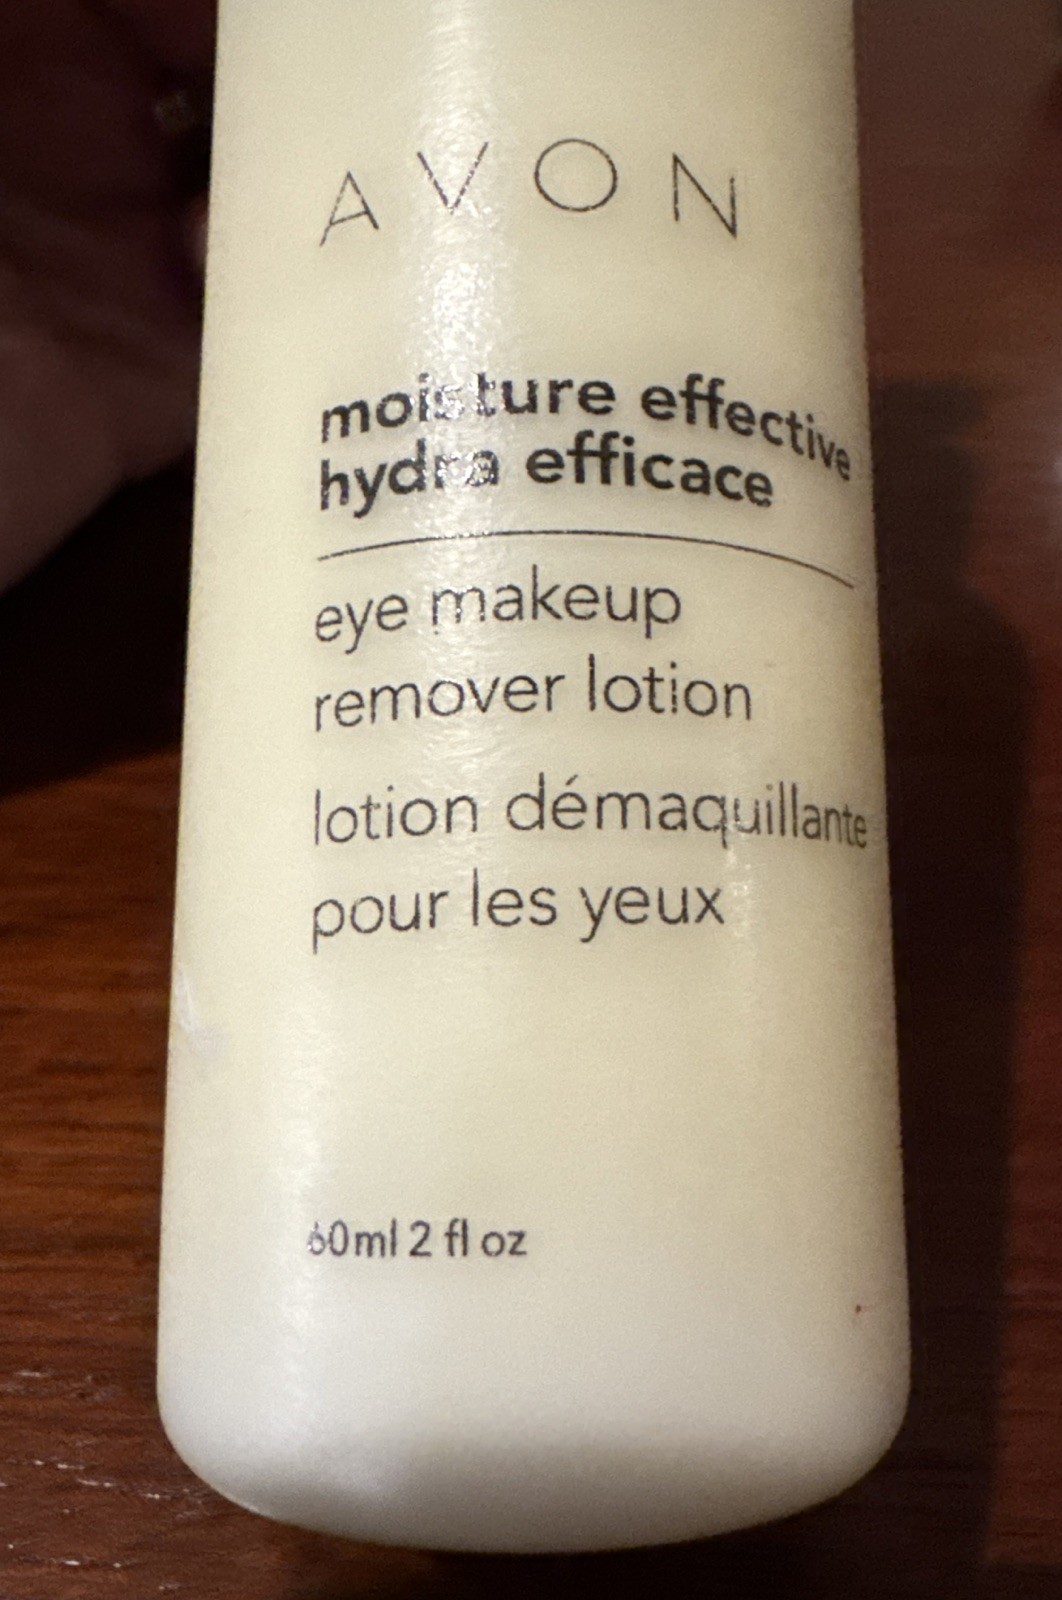 AVON
moisture effective
hydra efficace
eye makeup
remover lotion
lotion démaquillante
pour les yeux
60ml 2 fl oz